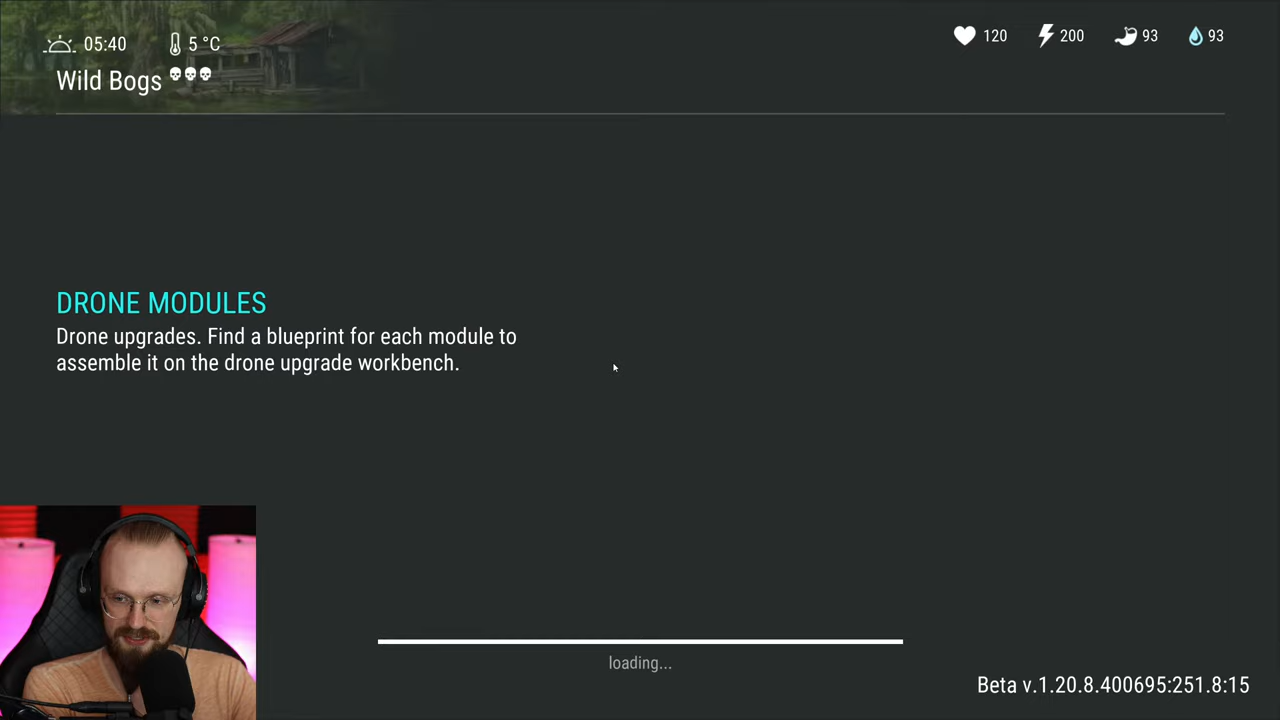 05:40 5 °C
120 200 93 93
Wild Bogs
DRONE MODULES
Drone upgrades. Find a blueprint for each module to
assemble it on the drone upgrade workbench.
loading...
Beta v.1.20.8.400695:251.8:15